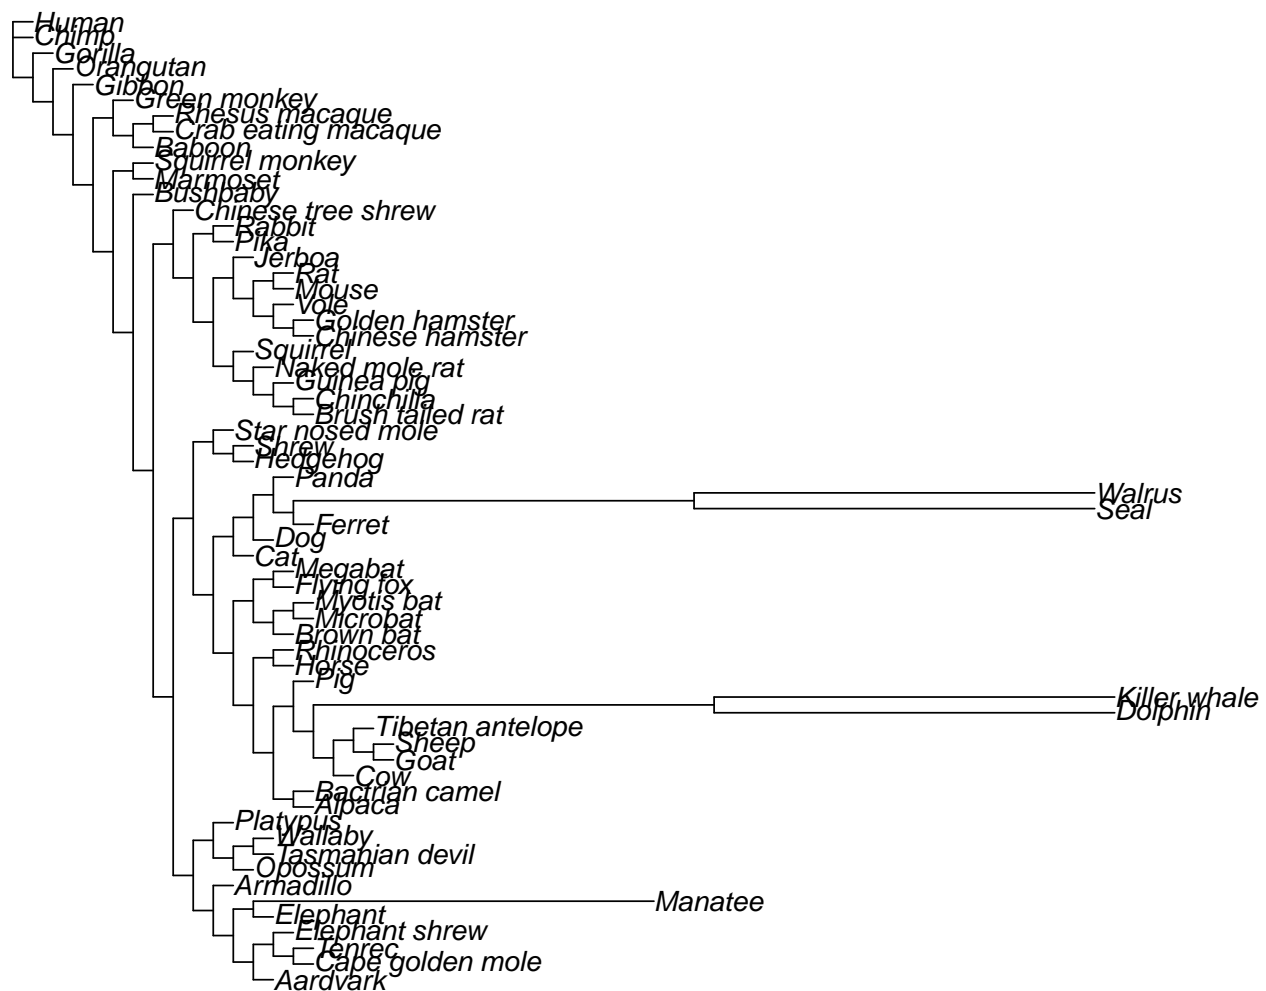 Human
Chimp
Gorilla
Orangutan
Gibbon
Green monkey
Rhesus macaque
Crab eating macaque
Baboon
Squirrel monkey
Marmoset
Bushbaby
Chinese tree shrew
Rabbit
Pika
Jerboa
Rat
Mouse
Vole
Golden hamster
Chinese hamster
Squirrel
Naked mole rat
Guinea pig
Chinchilla
Brush tailed rat
Star nosed mole
Shrew
Hedgehog
Panda
Walrus
Seal
Ferret
Dog
Cat
Megabat
Flying fox
Myotis bat
Microbat
Brown bat
Rhinoceros
Horse
Pig
Killer whale
Dolphin
Tibetan antelope
Sheep
Goat
Cow
Bactrian camel
Alpaca
Platypus
Wallaby
Tasmanian devil
Opossum
Armadillo
Manatee
Elephant
Elephant shrew
Tenrec
Cape golden mole
Aardvark